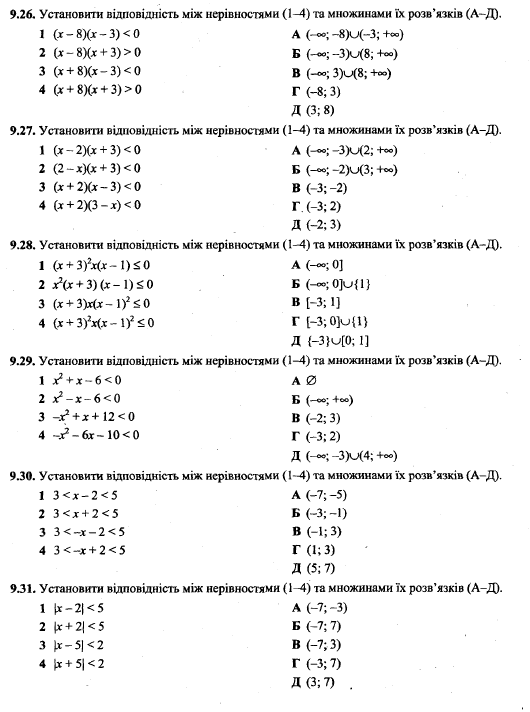 9.26. Установити відповідність між нерівностями (1–4) та множинами їх розв'язків (А–Д).
1 (x – 8)(x – 3) < 0 А (–∞; –8)∪(–3; +∞)
2 (x – 8)(x + 3) > 0 Б (–∞; –3)∪(8; +∞)
3 (x + 8)(x – 3) < 0 В (–∞; 3)∪(8; +∞)
4 (x + 8)(x + 3) > 0 Г (–8; 3)
Д (3; 8)
9.27. Установити відповідність між нерівностями (1–4) та множинами їх розв'язків (А–Д).
1 (x – 2)(x + 3) < 0 А (–∞; –3)∪(2; +∞)
2 (2 – x)(x + 3) < 0 Б (–∞; –2)∪(3; +∞)
3 (x + 2)(x – 3) < 0 В (–3; –2)
4 (x + 2)(3 – x) < 0 Г (–3; 2)
Д (–2; 3)
9.28. Установити відповідність між нерівностями (1–4) та множинами їх розв'язків (А–Д).
1 (x + 3)²x(x – 1) ≤ 0 А (–∞; 0]
2 x²(x + 3) (x – 1) ≤ 0 Б (–∞; 0]∪{1}
3 (x + 3)x(x – 1)² ≤ 0 В [–3; 1]
4 (x + 3)²x(x – 1)² ≤ 0 Г [–3; 0]∪{1}
Д {–3}∪[0; 1]
9.29. Установити відповідність між нерівностями (1–4) та множинами їх розв'язків (А–Д).
1 x² + x – 6 < 0 А ∅
2 x² – x – 6 < 0 Б (–∞; +∞)
3 –x² + x + 12 < 0 В (–2; 3)
4 –x² – 6x – 10 < 0 Г (–3; 2)
Д (–∞; –3)∪(4; +∞)
9.30. Установити відповідність між нерівностями (1–4) та множинами їх розв'язків (А–Д).
1 3 < x – 2 < 5 А (–7; –5)
2 3 < x + 2 < 5 Б (–3; –1)
3 3 < –x – 2 < 5 В (–1; 3)
4 3 < –x + 2 < 5 Г (1; 3)
Д (5; 7)
9.31. Установити відповідність між нерівностями (1–4) та множинами їх розв'язків (А–Д).
1 |x – 2| < 5 А (–7; –3)
2 |x + 2| < 5 Б (–7; 7)
3 |x – 5| < 2 В (–7; 3)
4 |x + 5| < 2 Г (–3; 7)
Д (3; 7)